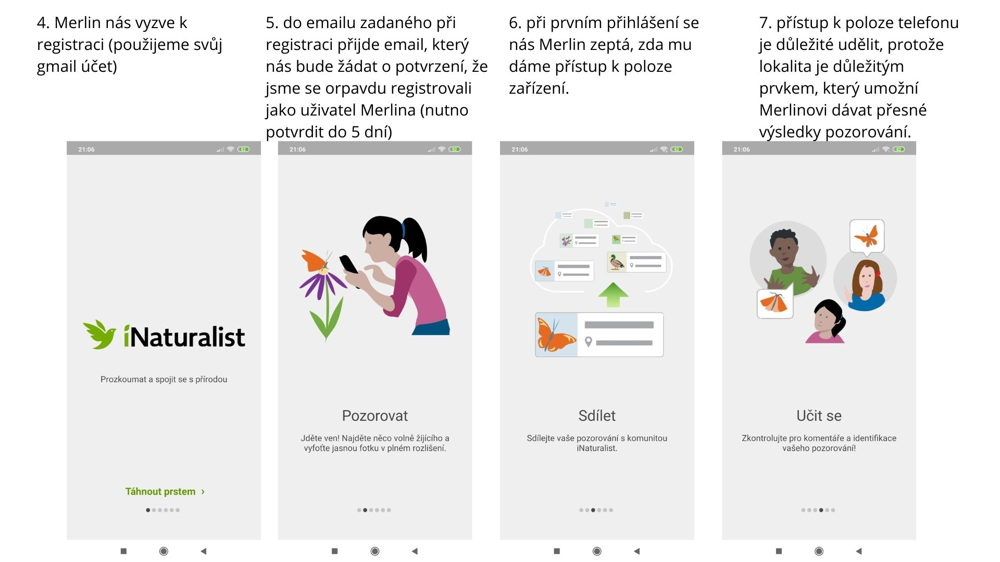 4. Merlin nás vyzve k
registraci (použijeme svůj
gmail účet)
5. do emailu zadaného při
registraci přijde email, který
nás bude žádat o potvrzení, že
jsme se orpavdu registrovali
jako uživatel Merlina (nutno
potvrdit do 5 dní)
6. při prvním přihlášení se
nás Merlin zeptá, zda mu
dáme přístup k poloze
zařízení.
7. přístup k poloze telefonu
je důležité udělit, protože
lokalita je důležitým
prvkem, který umožní
Merlinovi dávat přesné
výsledky pozorování.
21:06
82
iNaturalist
Prozkoumat a spojit se s přírodou
Táhnout prstem ›
21:06
82
Pozorovat
Jděte ven! Najděte něco volně žijícího a
vyfoťte jasnou fotku v plném rozlišení.
21:06
82
Sdílet
Sdílejte vaše pozorování s komunitou
iNaturalist.
21:06
82
Učit se
Zkontrolujte pro komentáře a identifikace
vašeho pozorování!